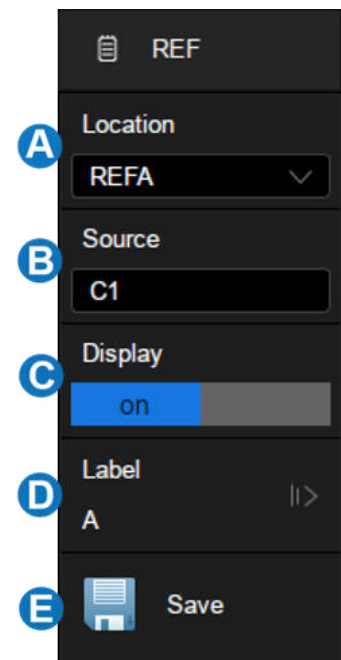 REF
A
Location
REFA
B
Source
C1
C
Display
on
D
Label
A
E
Save